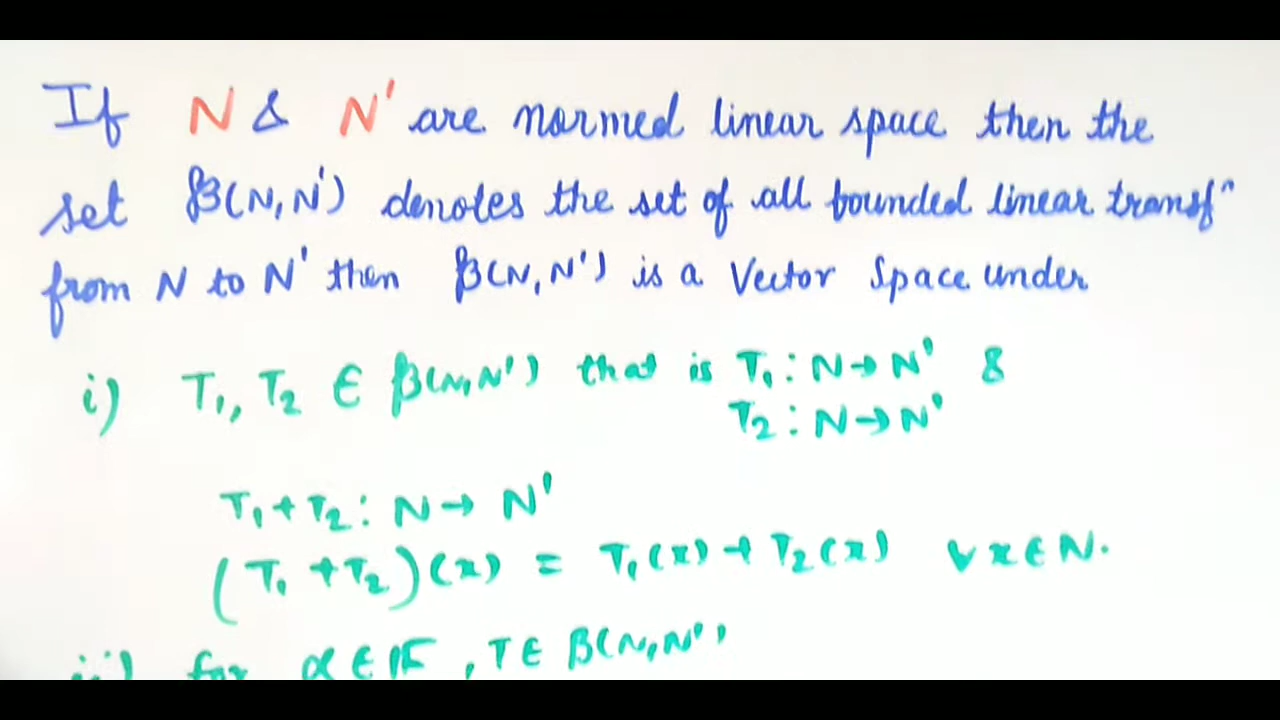 If N & N' are normed linear space then the
set β(N,N') denotes the set of all bounded linear transfⁿ
from N to N' then β(N,N') is a Vector Space under
i) T₁, T₂ ∈ β(N,N') that is T₁ : N→N' &
T₂ : N→N'
T₁+T₂ : N→ N'
(T₁ +T₂)(x) = T₁(x)+T₂(x) ∀ x∈N.
ii) for α∈F, T∈ β(N,N')